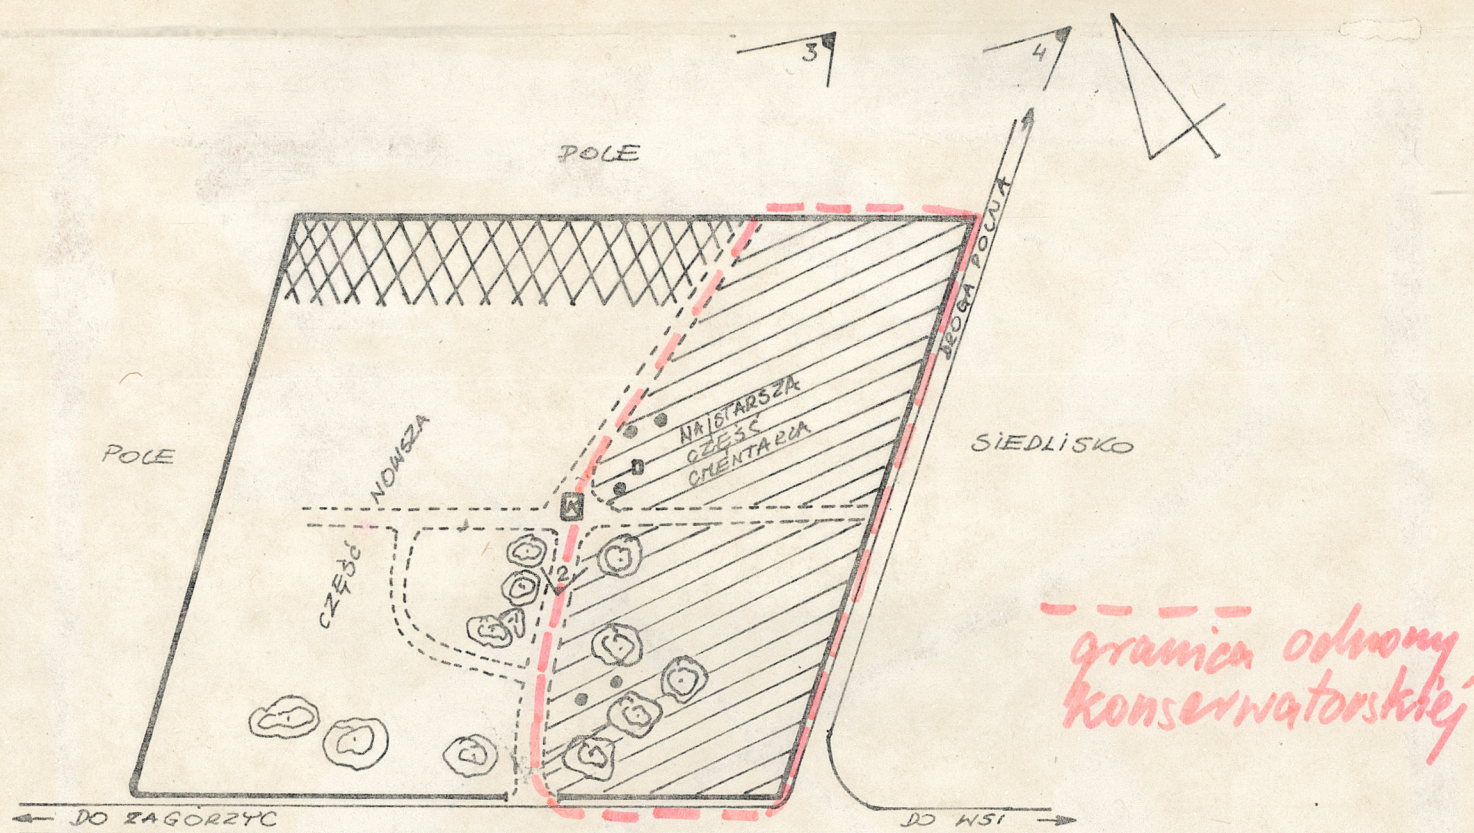 3
4
POLE
DROGA POLNA
NAJSTARSZA
CZĘŚĆ
CMENTARZA
POLE
NOWSZA
SIEDLISKO
K
CZĘŚĆ
2
granica ochrony
konserwatorskiej
DO ZAGÓRZYC
DO WSI